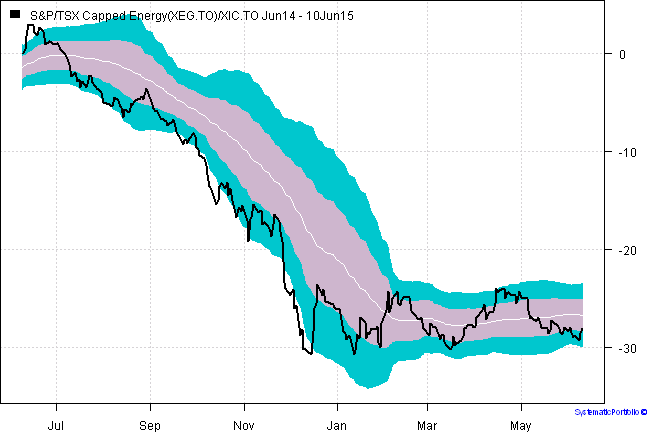 S&P/TSX Capped Energy(XEG.TO)/XIC.TO Jun14 - 10Jun15
0
-10
-20
-30
Jul Sep Nov Jan Mar May
SystematicPortfolio ©